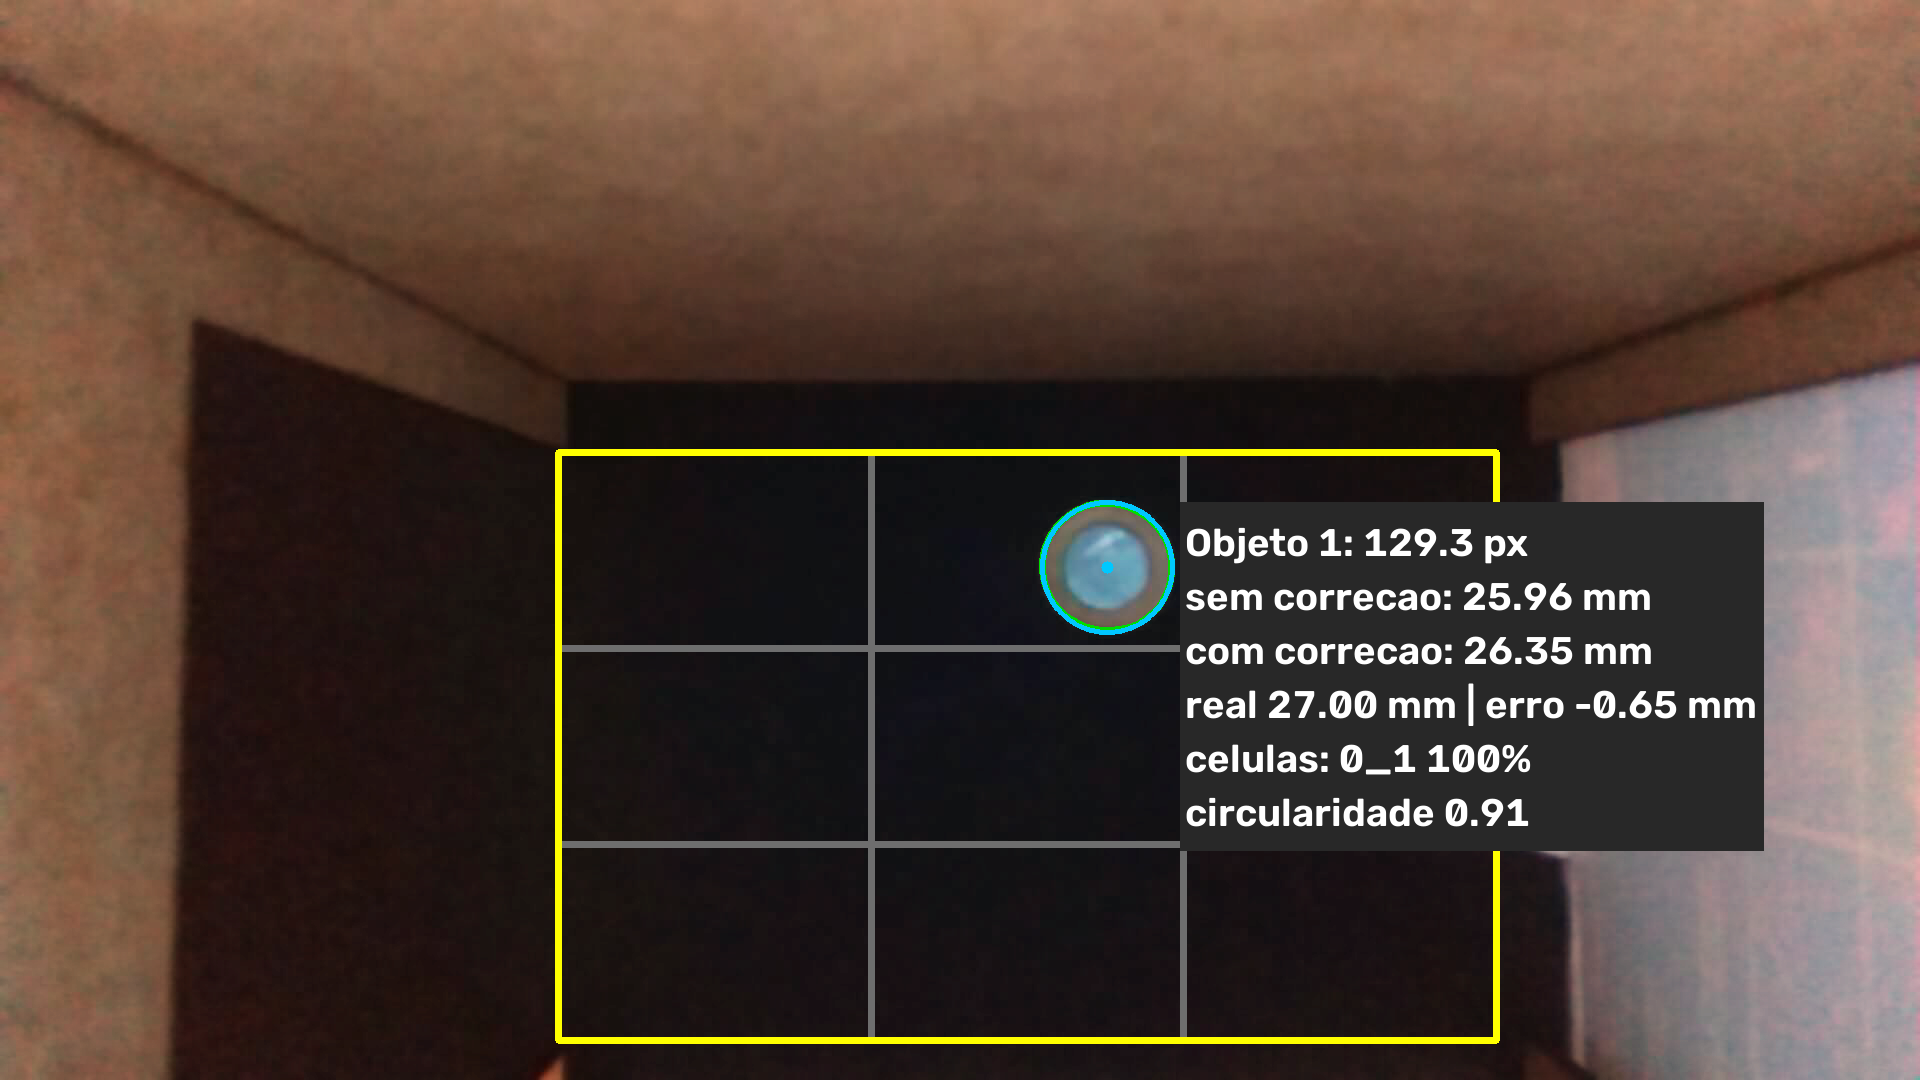 Objeto 1: 129.3 px
sem correcao: 25.96 mm
com correcao: 26.35 mm
real 27.00 mm | erro -0.65 mm
celulas: 0_1 100%
circularidade 0.91